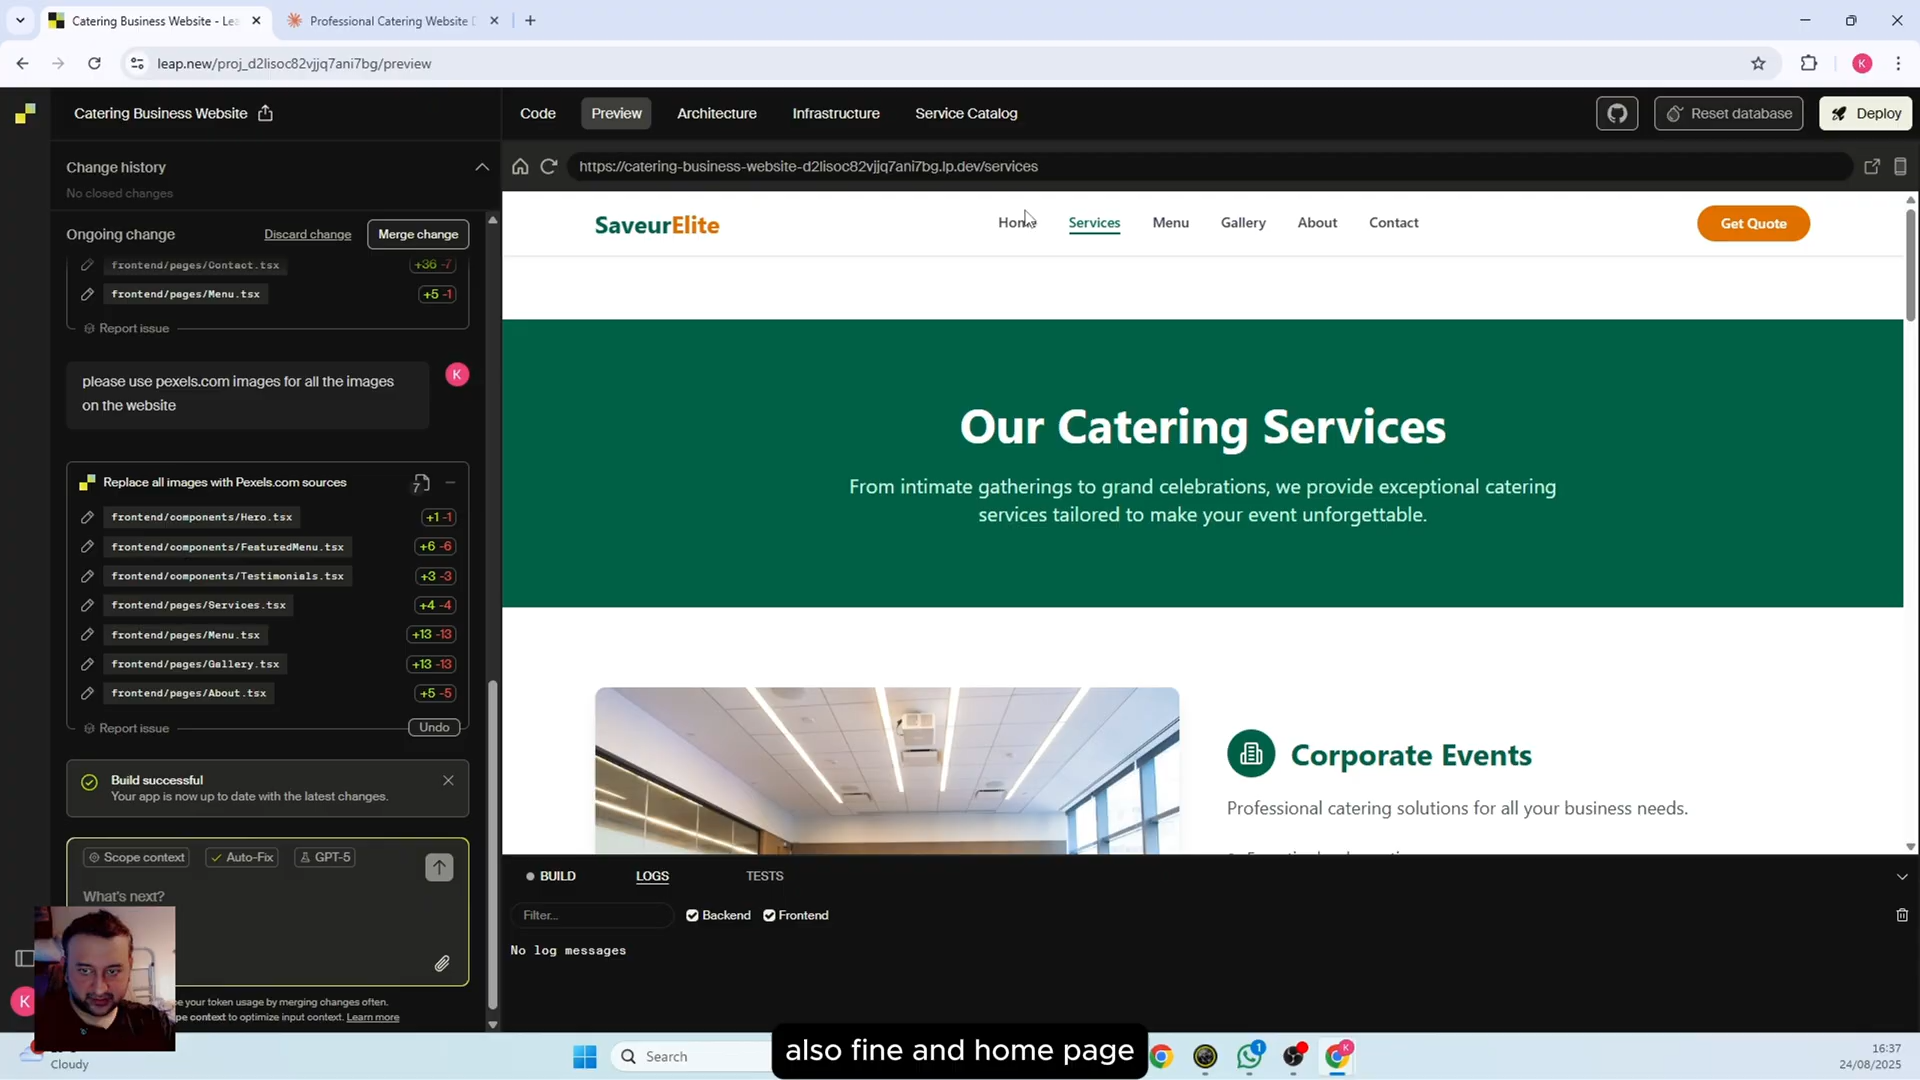 Catering Business Website - Lea
Professional Catering Website D
leap.new/proj_d2lisoc82vjjq7ani7bg/preview
K
Catering Business Website
Code
Preview
Architecture
Infrastructure
Service Catalog
Reset database
Deploy
Change history
No closed changes
https://catering-business-website-d2lisoc82vjjq7ani7bg.lp.dev/services
Ongoing change
Discard change
Merge change
frontend/pages/Contact.tsx
+36 -7
frontend/pages/Menu.tsx
+5 -1
Report issue
please use pexels.com images for all the images
on the website
K
Replace all images with Pexels.com sources
7
frontend/components/Hero.tsx
+1 -1
frontend/components/FeaturedMenu.tsx
+6 -6
frontend/components/Testimonials.tsx
+3 -3
frontend/pages/Services.tsx
+4 -4
frontend/pages/Menu.tsx
+13 -13
frontend/pages/Gallery.tsx
+13 -13
frontend/pages/About.tsx
+5 -5
Report issue
Undo
Build successful
Your app is now up to date with the latest changes.
Scope context
Auto-Fix
GPT-5
What's next?
your token usage by merging changes often.
context to optimize input context. Learn more
K
SaveurElite
Home
Services
Menu
Gallery
About
Contact
Get Quote
Our Catering Services
From intimate gatherings to grand celebrations, we provide exceptional catering
services tailored to make your event unforgettable.
Corporate Events
Professional catering solutions for all your business needs.
BUILD
LOGS
TESTS
Filter...
Backend
Frontend
No log messages
also fine and home page
Cloudy
Search
1
K
16:37
24/08/2025